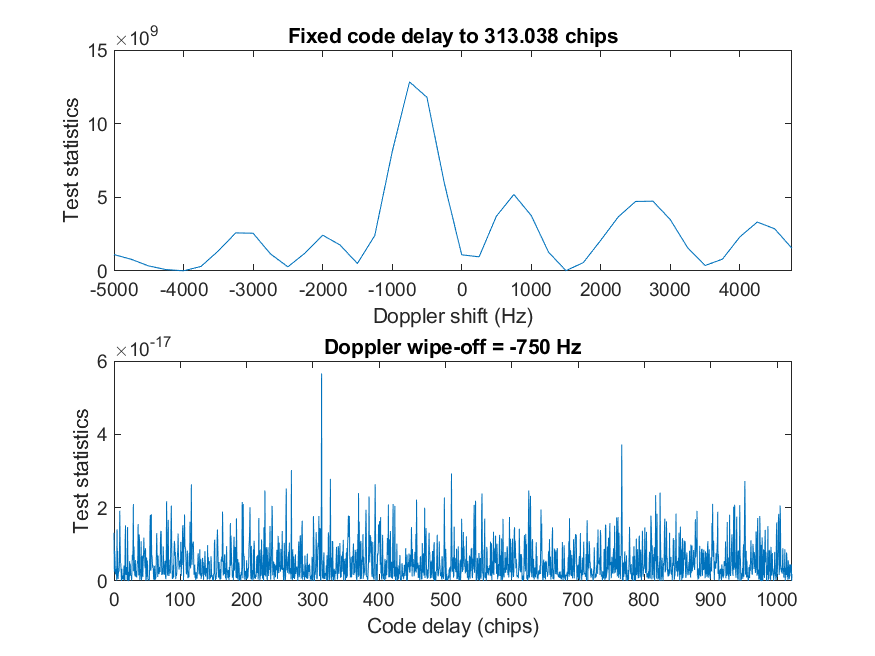 ×10^9
Fixed code delay to 313.038 chips
15
10
5
0
Test statistics
-5000 -4000 -3000 -2000 -1000 0 1000 2000 3000 4000
Doppler shift (Hz)
×10^-17
Doppler wipe-off = -750 Hz
6
4
2
0
Test statistics
0 100 200 300 400 500 600 700 800 900 1000
Code delay (chips)